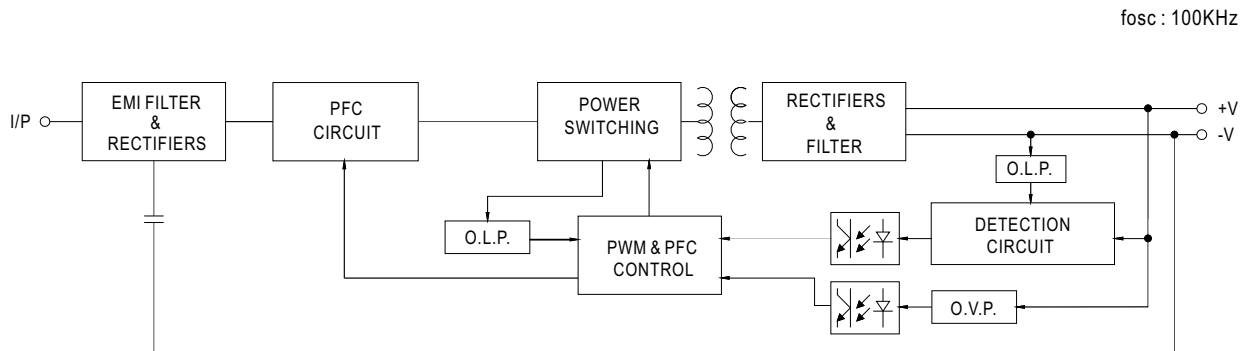 fosc : 100KHz
I/P
EMI FILTER
&
RECTIFIERS
PFC
CIRCUIT
POWER
SWITCHING
RECTIFIERS
&
FILTER
+V
-V
O.L.P.
O.L.P.
PWM & PFC
CONTROL
DETECTION
CIRCUIT
O.V.P.